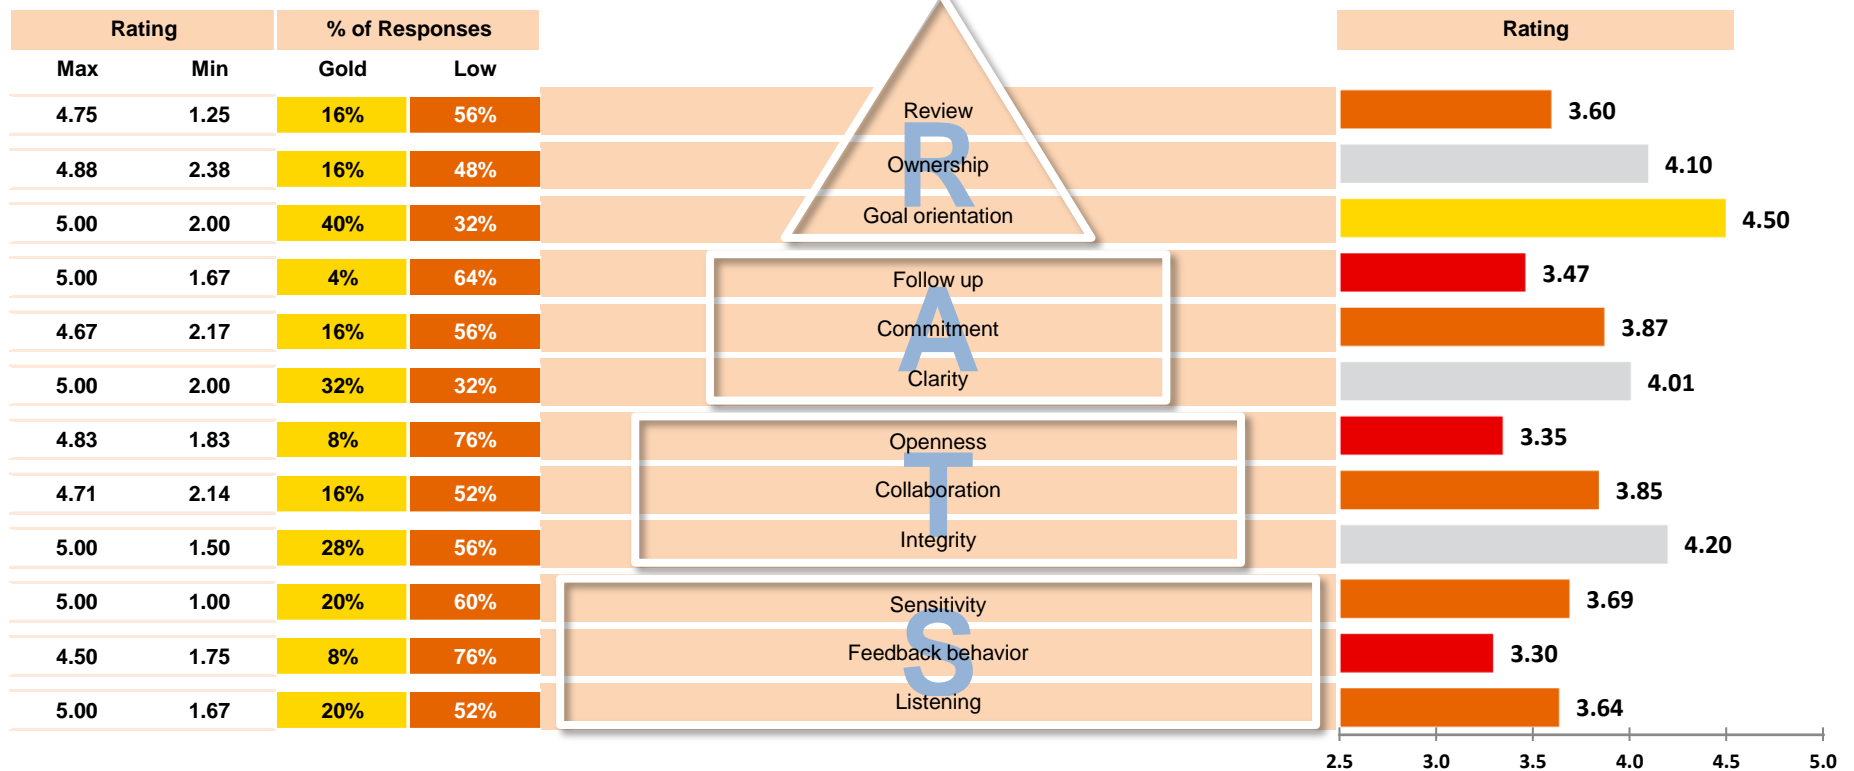 Rating % of Responses Rating
Max Min Gold Low
4.75 1.25 16% 56% Review 3.60
R
4.88 2.38 16% 48% Ownership 4.10
5.00 2.00 40% 32% Goal orientation 4.50
5.00 1.67 4% 64% Follow up 3.47
A
4.67 2.17 16% 56% Commitment 3.87
5.00 2.00 32% 32% Clarity 4.01
4.83 1.83 8% 76% Openness 3.35
T
4.71 2.14 16% 52% Collaboration 3.85
5.00 1.50 28% 56% Integrity 4.20
5.00 1.00 20% 60% Sensitivity 3.69
S
4.50 1.75 8% 76% Feedback behavior 3.30
5.00 1.67 20% 52% Listening 3.64
2.5 3.0 3.5 4.0 4.5 5.0